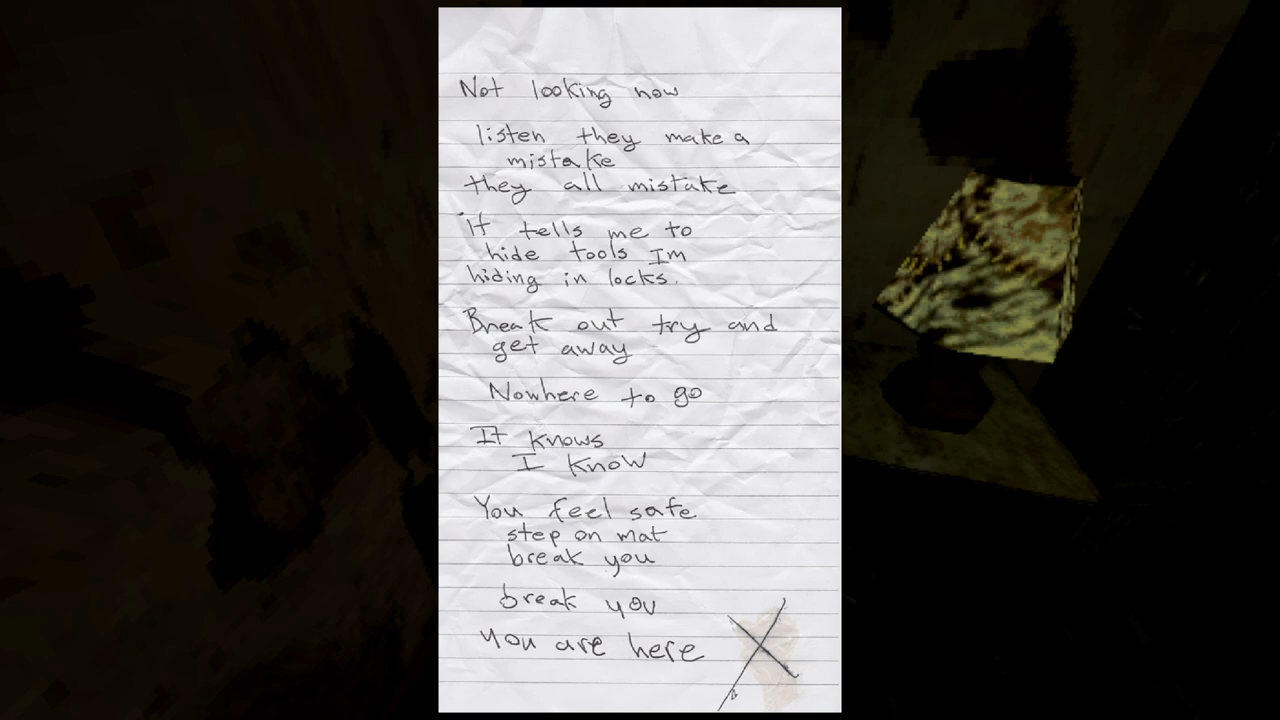 Not looking now
listen they make a
mistake
they all mistake
it tells me to
hide tools Im
hiding in locks.
Break out try and
get away
Nowhere to go
It knows
I know
You feel safe
step on mat
break you
break you
you are here